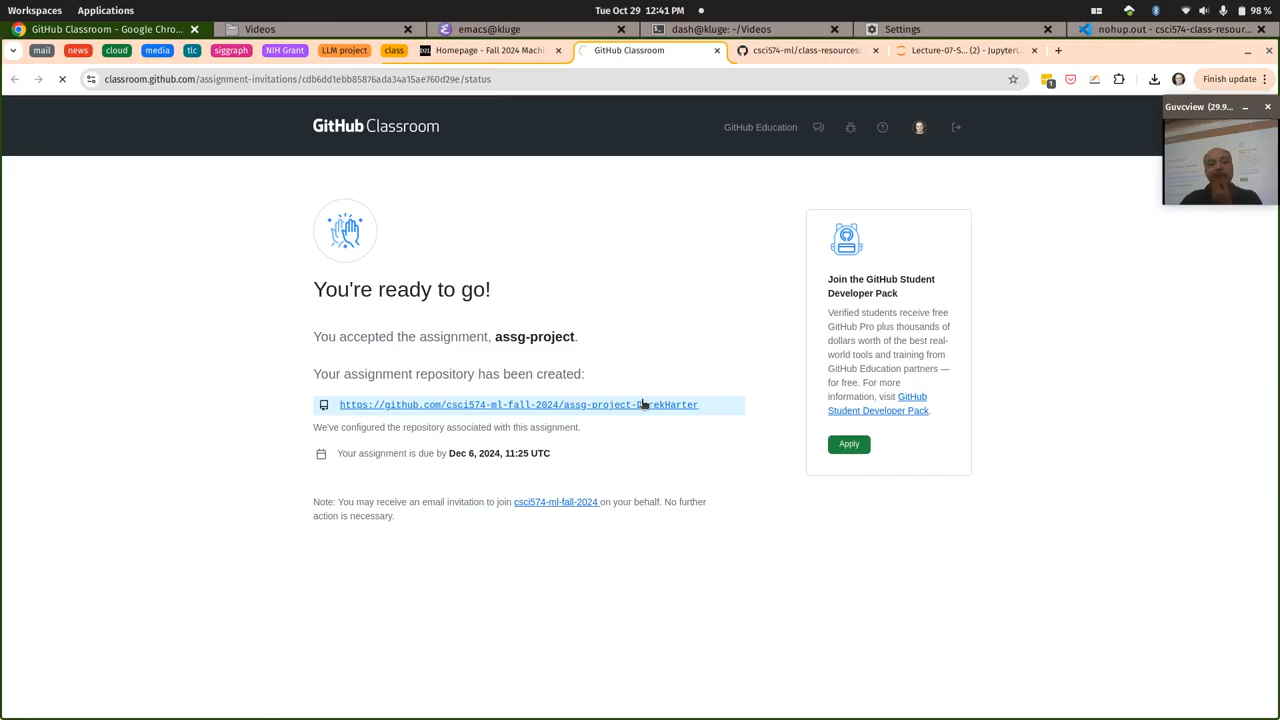 Workspaces Applications Tue Oct 29 12:41 PM 98 %
GitHub Classroom - Google Chro... Videos emacs@kluge dash@kluge: ~/Videos Settings nohup.out - csci574-class-resour...
mail news cloud media tlc siggraph NIH Grant LLM project class Homepage - Fall 2024 Machi GitHub Classroom csci574-ml/class-resources: Lecture-07-S... (2) - JupyterL
classroom.github.com/assignment-invitations/cdb6dd1ebb85876ada34a15ae760d29e/status 1 Finish update
Guvcview (29.9...
GitHub Classroom
GitHub Education
You're ready to go!
You accepted the assignment, assg-project.
Your assignment repository has been created:
https://github.com/csci574-ml-fall-2024/assg-project-DerekHarter
We've configured the repository associated with this assignment.
Your assignment is due by Dec 6, 2024, 11:25 UTC
Note: You may receive an email invitation to join csci574-ml-fall-2024 on your behalf. No further
action is necessary.
Join the GitHub Student
Developer Pack
Verified students receive free
GitHub Pro plus thousands of
dollars worth of the best real-
world tools and training from
GitHub Education partners —
for free. For more
information, visit GitHub
Student Developer Pack.
Apply